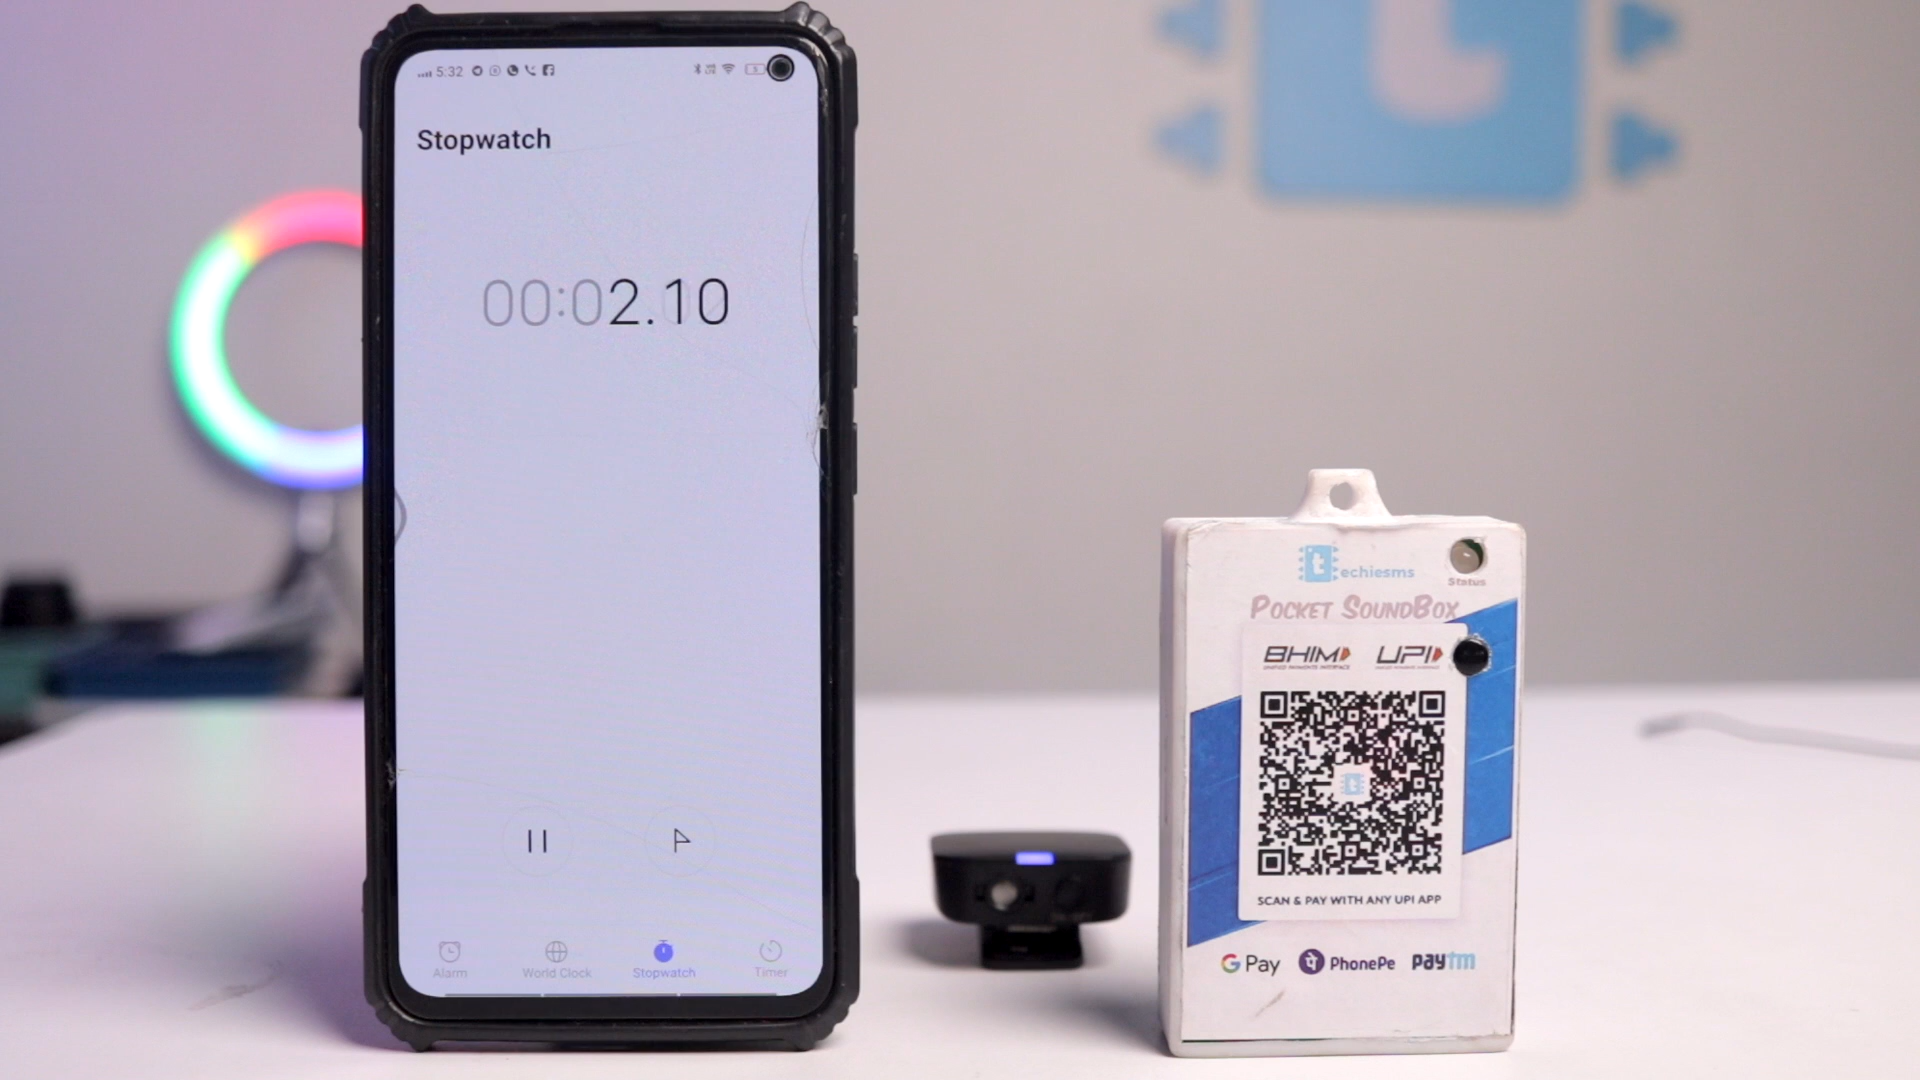 5:32
Stopwatch
00:02.10
Alarm
World Clock
Stopwatch
Timer
techiesms
Status
POCKET SOUNDBOX
BHIM UPI
SCAN & PAY WITH ANY UPI APP
G Pay
PhonePe
paytm